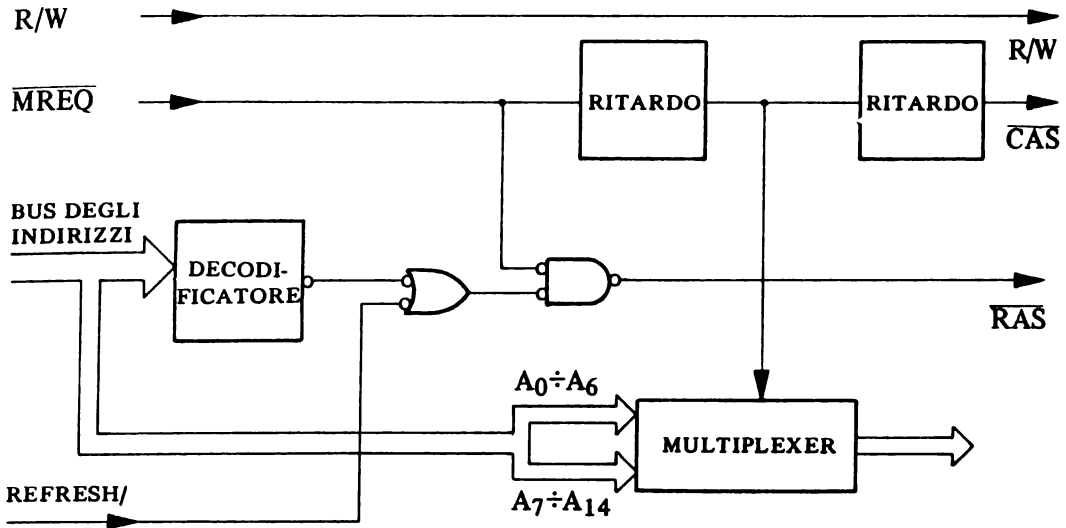 R/W
R/W
MREQ
RITARDO
RITARDO
CAS
BUS DEGLI
INDIRIZZI
DECODI-
FICATORE
RAS
A0÷A6
MULTIPLEXER
A7÷A14
REFRESH/